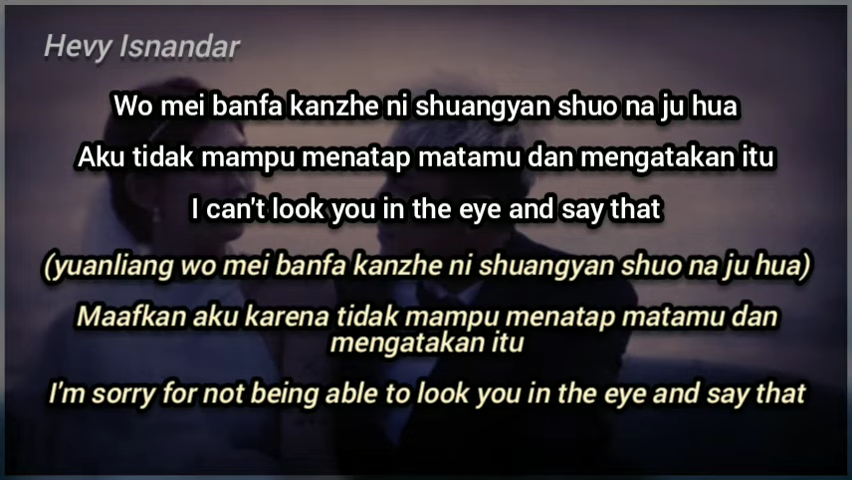 Hevy Isnandar
Wo mei banfa kanzhe ni shuangyan shuo na ju hua
Aku tidak mampu menatap matamu dan mengatakan itu
I can't look you in the eye and say that
(yuanliang wo mei banfa kanzhe ni shuangyan shuo na ju hua)
Maafkan aku karena tidak mampu menatap matamu dan
mengatakan itu
I'm sorry for not being able to look you in the eye and say that